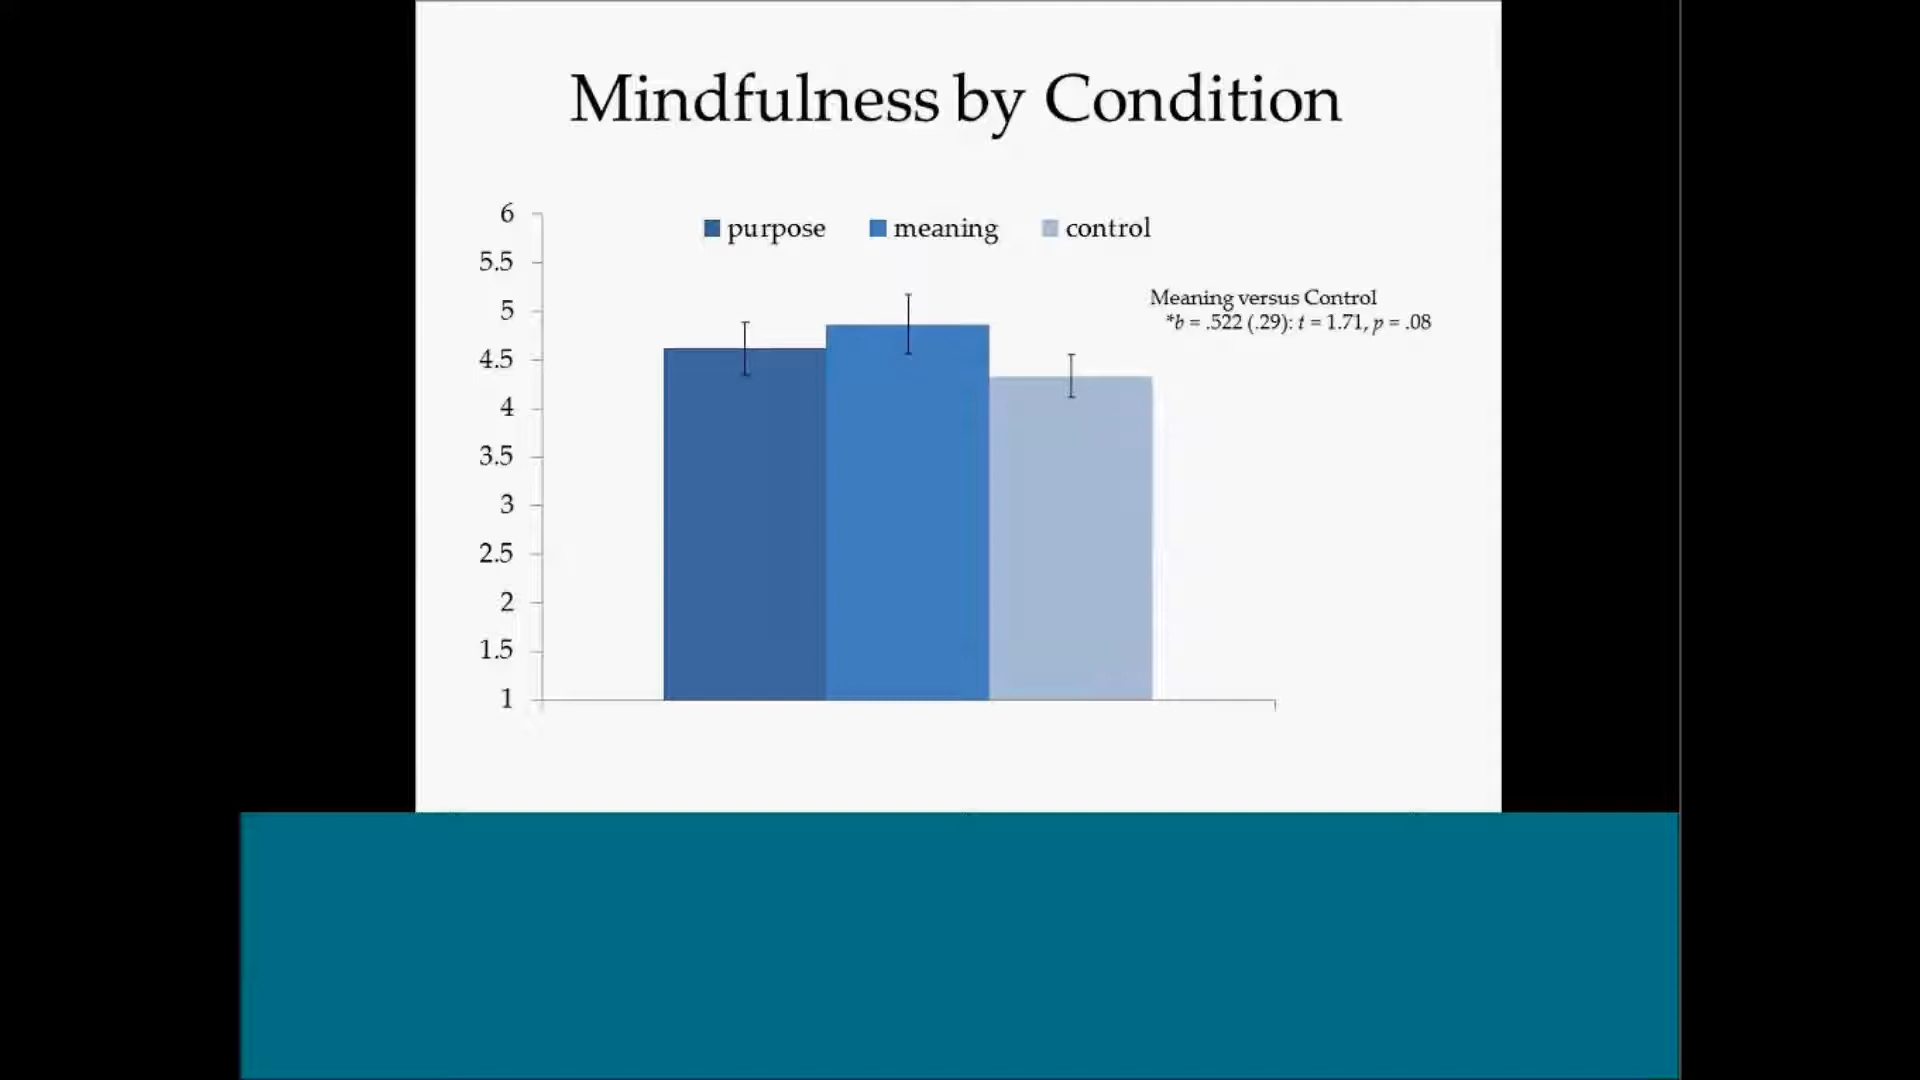 Mindfulness by Condition
purpose meaning control
6
5.5
5
4.5
4
3.5
3
2.5
2
1.5
1
Meaning versus Control
*b = .522 (.29): t = 1.71, p = .08